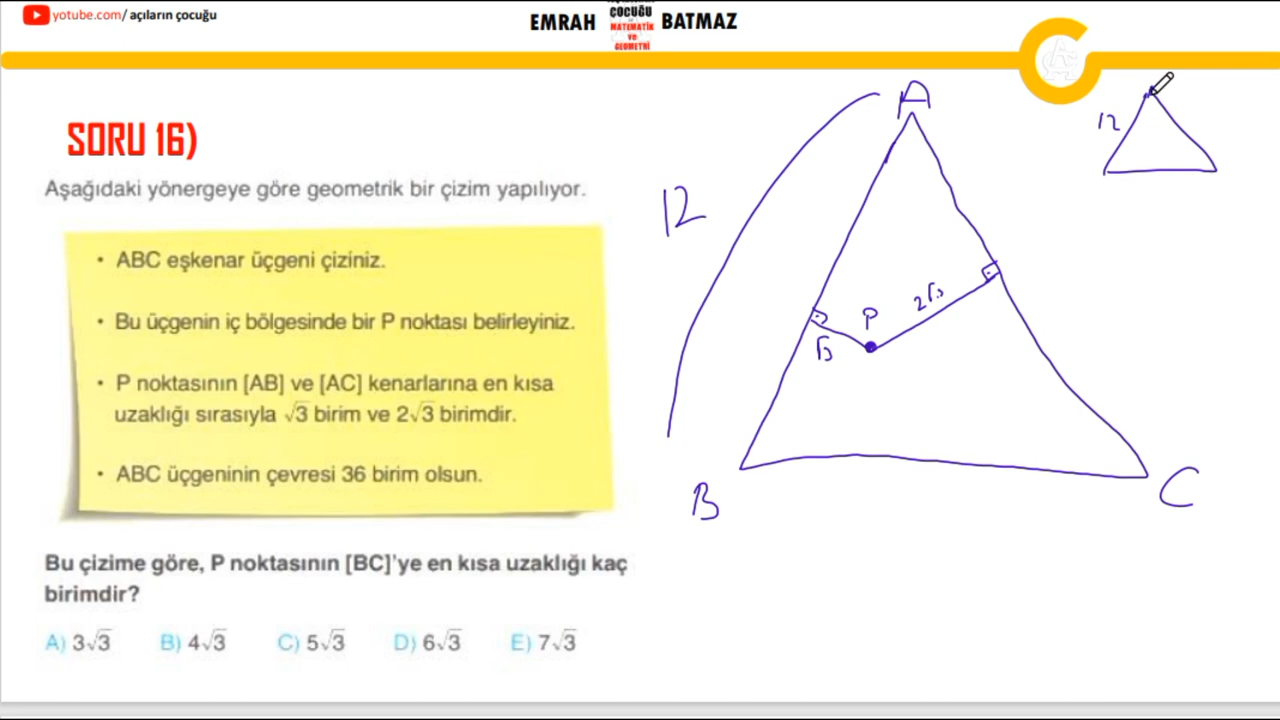 yotube.com/ açıların çocuğu
EMRAH
ÇOCUĞU
MATEMATİK
ve
GEOMETRİ
BATMAZ
SORU 16)
Aşağıdaki yönergeye göre geometrik bir çizim yapılıyor.
• ABC eşkenar üçgeni çiziniz.
• Bu üçgenin iç bölgesinde bir P noktası belirleyiniz.
• P noktasının [AB] ve [AC] kenarlarına en kısa
uzaklığı sırasıyla √3 birim ve 2√3 birimdir.
• ABC üçgeninin çevresi 36 birim olsun.
Bu çizime göre, P noktasının [BC]'ye en kısa uzaklığı kaç
birimdir?
A) 3√3 B) 4√3 C) 5√3 D) 6√3 E) 7√3
A
12
12
P
2√3
√3
B
C